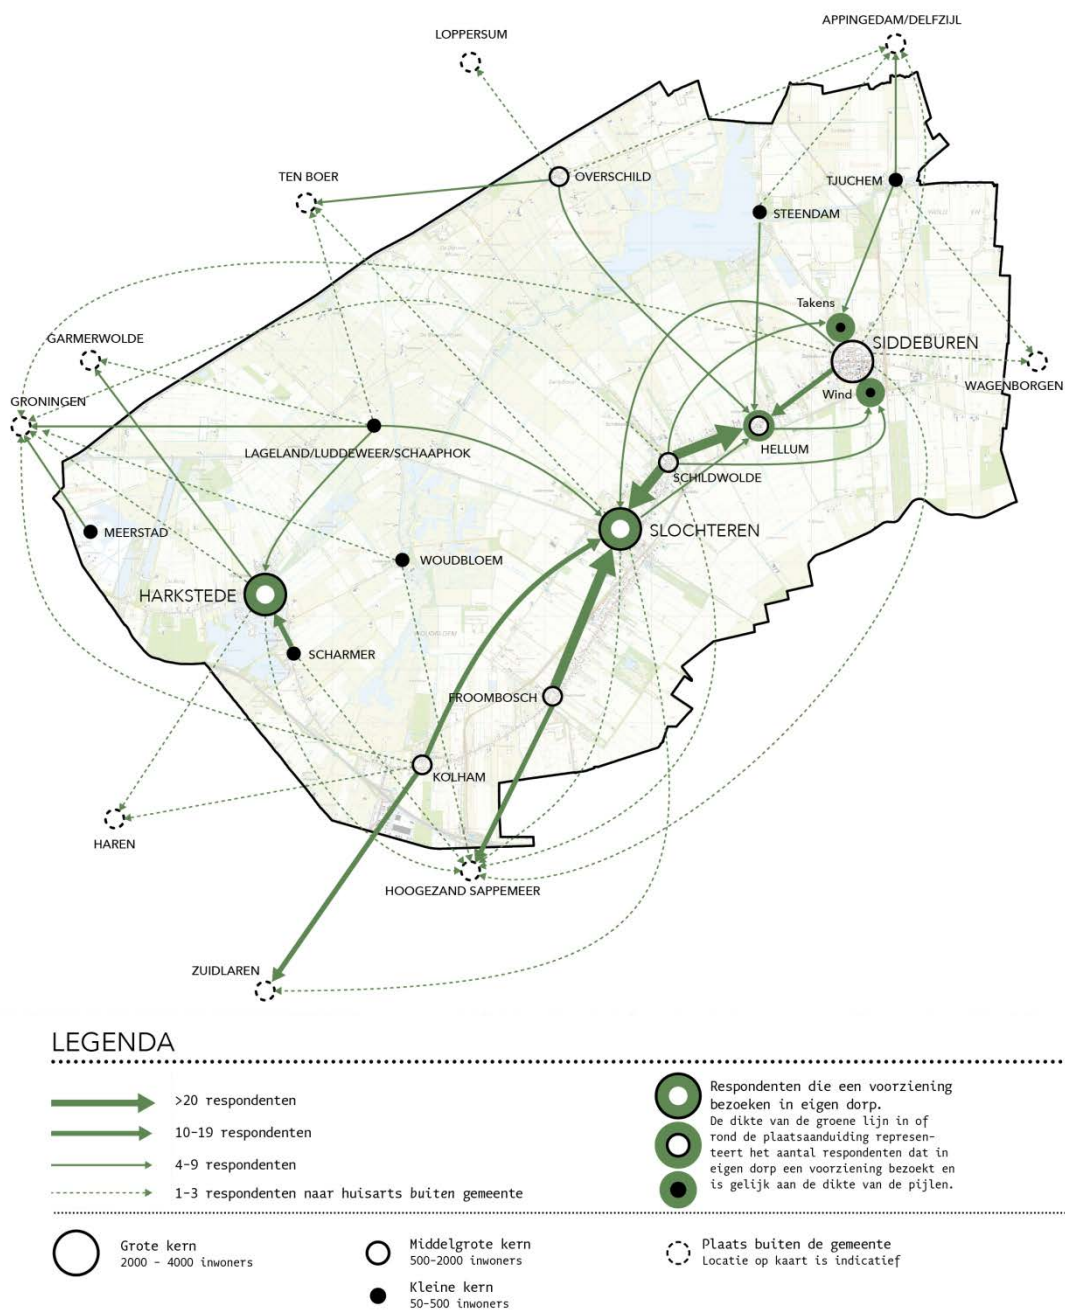 APPINGEDAM/DELFZIJL
LOPPERSUM
TEN BOER
OVERSCHILD
TJUCHEM
STEENDAM
Takens
SIDDEBUREN
GARMERWOLDE
WAGENBORGEN
GRONINGEN
Wind
HELLUM
LAGELAND/LUDDEWEER/SCHAAPHOK
SCHILDWOLDE
MEERSTAD
SLOCHTEREN
WOUDBLOEM
HARKSTEDE
SCHARMER
FROOMBOSCH
KOLHAM
HAREN
HOOGEZAND SAPPEMEER
ZUIDLAREN
LEGENDA
>20 respondenten
10-19 respondenten
4-9 respondenten
1-3 respondenten naar huisarts buiten gemeente
Respondenten die een voorziening
bezoeken in eigen dorp.
De dikte van de groene lijn in of
rond de plaatsaanduiding represen-
teert het aantal respondenten dat in
eigen dorp een voorziening bezoekt en
is gelijk aan de dikte van de pijlen.
Grote kern
2000 - 4000 inwoners
Middelgrote kern
500-2000 inwoners
Kleine kern
50-500 inwoners
Plaats buiten de gemeente
Locatie op kaart is indicatief